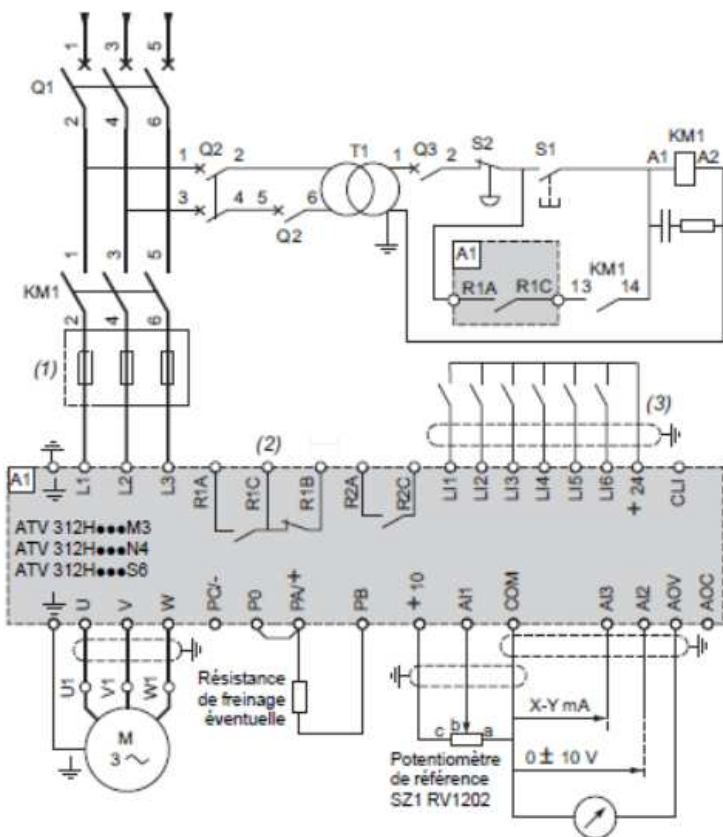 1 3 5
Q1
2 4 6
1 Q2 2 T1 1 Q3 2 S2 S1 A1 KM1 A2
3 4 5 6
Q2
A1
R1A R1C 13 KM1 14
1 3 5
KM1
2 4 6
(1)
(2)
(3)
A1
L1 L2 L3 R1A R1C R1B R2A R2C LI1 LI2 LI3 LI4 LI5 LI6 + 24 CLI
ATV 312H●●●M3
ATV 312H●●●N4
ATV 312H●●●S6
U V W PC/- P0 PA/+ PB + 10 AI1 COM AI3 AI2 AOV AOC
U1 V1 W1
M
3 ~
Résistance
de freinage
éventuelle
c b a
Potentiomètre
de référence
SZ1 RV1202
X-Y mA
0 ± 10 V